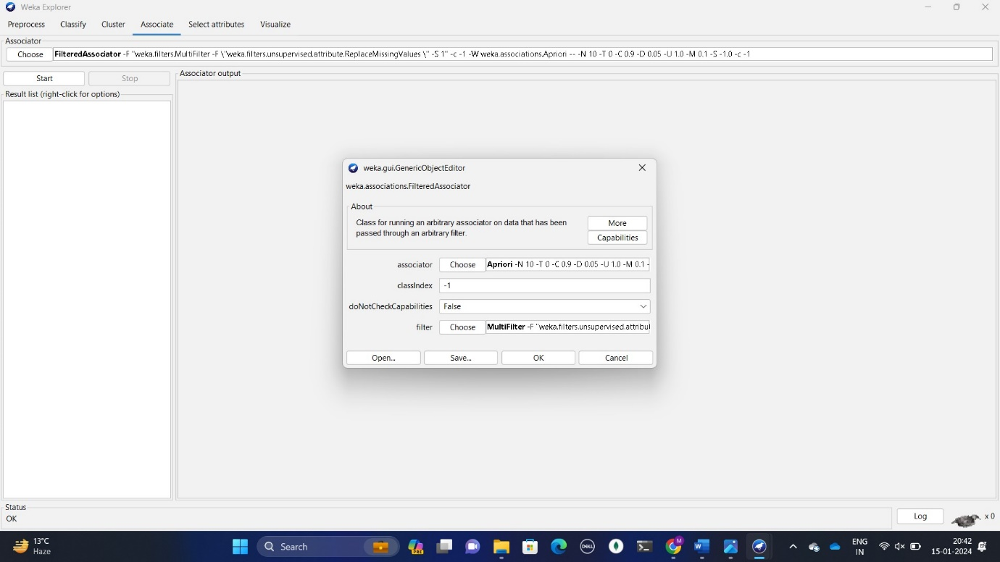 Weka Explorer
Preprocess Classify Cluster Associate Select attributes Visualize
Associator
Choose FilteredAssociator -F "weka.filters.MultiFilter -F \"weka.filters.unsupervised.attribute.ReplaceMissingValues \" -S 1" -c -1 -W weka.associations.Apriori -- -N 10 -T 0 -C 0.9 -D 0.05 -U 1.0 -M 0.1 -S -1.0 -c -1
Start Stop
Associator output
Result list (right-click for options)
weka.gui.GenericObjectEditor
weka.associations.FilteredAssociator
About
Class for running an arbitrary associator on data that has been
passed through an arbitrary filter.
More
Capabilities
associator Choose Apriori -N 10 -T 0 -C 0.9 -D 0.05 -U 1.0 -M 0.1 -
classIndex -1
doNotCheckCapabilities False
filter Choose MultiFilter -F "weka.filters.unsupervised.attribut
Open... Save... OK Cancel
Status
OK
Log
x 0
13°C
Haze
Search
PRE
DELL
M
ENG
IN
20:42
15-01-2024